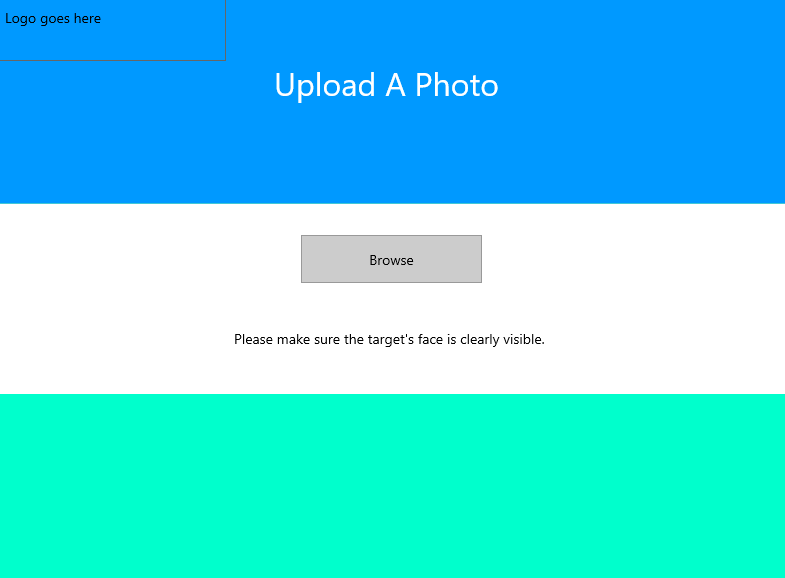 Logo goes here
Upload A Photo
Browse
Please make sure the target's face is clearly visible.